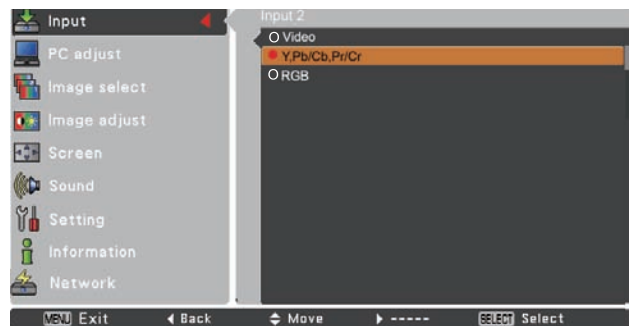 Input
PC adjust
Image select
Image adjust
Screen
Sound
Setting
Information
Network
Input 2
Video
Y,Pb/Cb,Pr/Cr
RGB
MENU Exit Back Move ----- SELECT Select